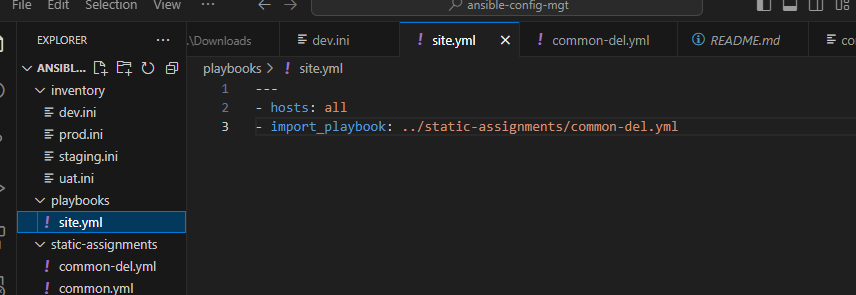 File Edit Selection View ··· ← → ansible-config-mgt
EXPLORER ···
.\Downloads dev.ini ! site.yml × ! common-del.yml README.md
ANSIBL...
playbooks > ! site.yml
inventory
dev.ini
prod.ini
staging.ini
uat.ini
playbooks
! site.yml
static-assignments
! common-del.yml
! common.yml
1 ---
2 - hosts: all
3 - import_playbook: ../static-assignments/common-del.yml